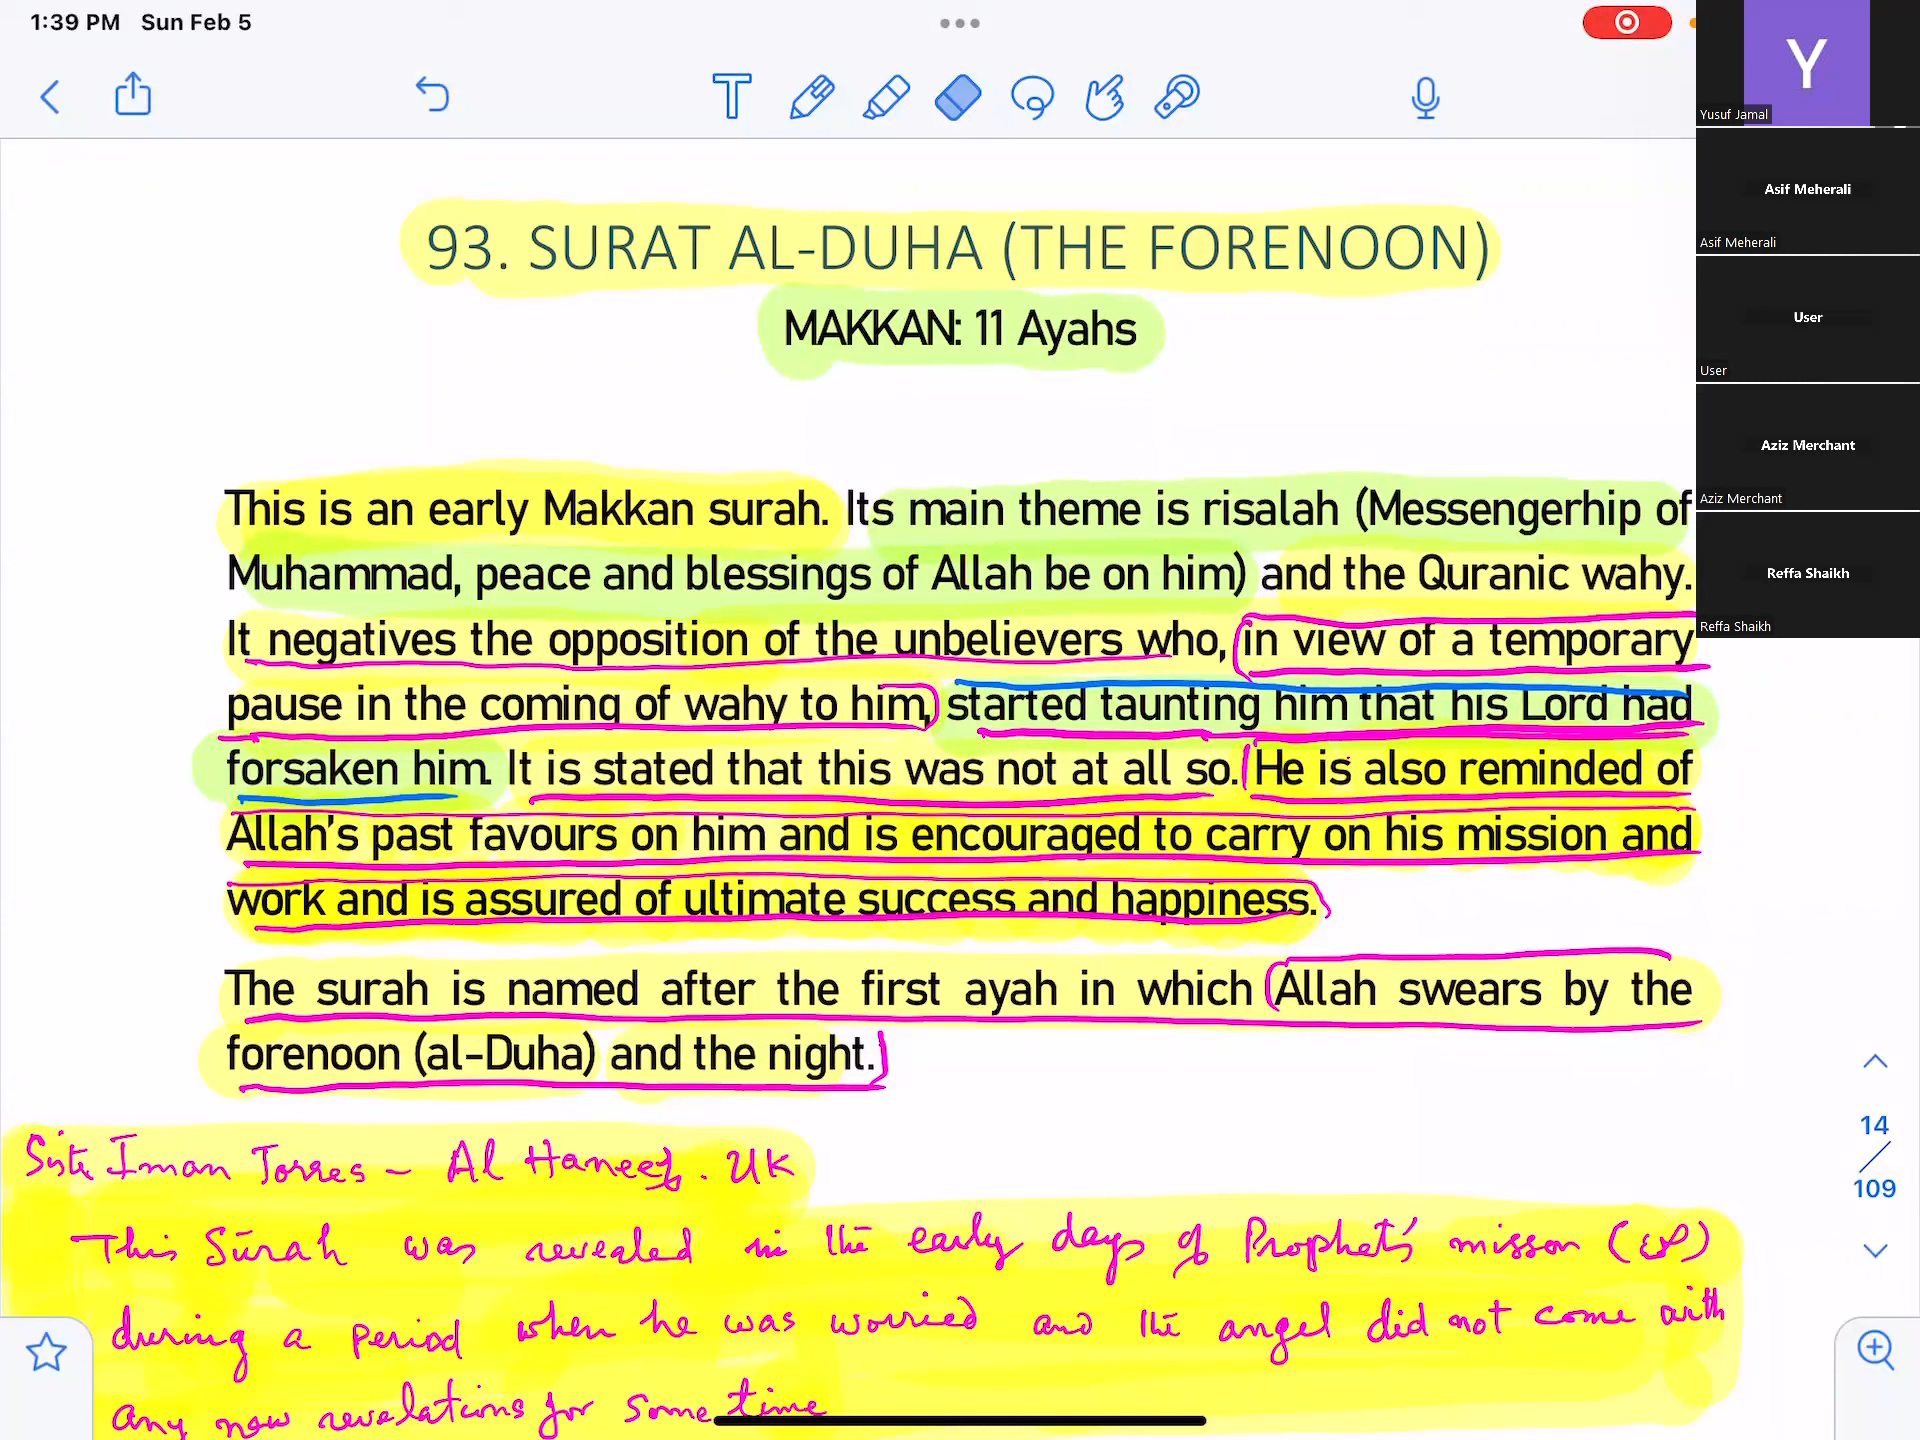 1:39 PM Sun Feb 5
Y
Yusuf Jamal
Asif Meherali
Asif Meherali
User
User
Aziz Merchant
Aziz Merchant
Reffa Shaikh
Reffa Shaikh
93. SURAT AL-DUHA (THE FORENOON)
MAKKAN: 11 Ayahs
This is an early Makkan surah. Its main theme is risalah (Messengerhip of
Muhammad, peace and blessings of Allah be on him) and the Quranic wahy.
It negatives the opposition of the unbelievers who, in view of a temporary
pause in the coming of wahy to him, started taunting him that his Lord had
forsaken him. It is stated that this was not at all so. He is also reminded of
Allah's past favours on him and is encouraged to carry on his mission and
work and is assured of ultimate success and happiness.
The surah is named after the first ayah in which Allah swears by the
forenoon (al-Duha) and the night.
Iman Torres - Al Haneef. UK
This Sūrah was revealed in the early days of Prophet's misson
during a period when he was worried and the angel did not come with
any new revelations for some time
14
109